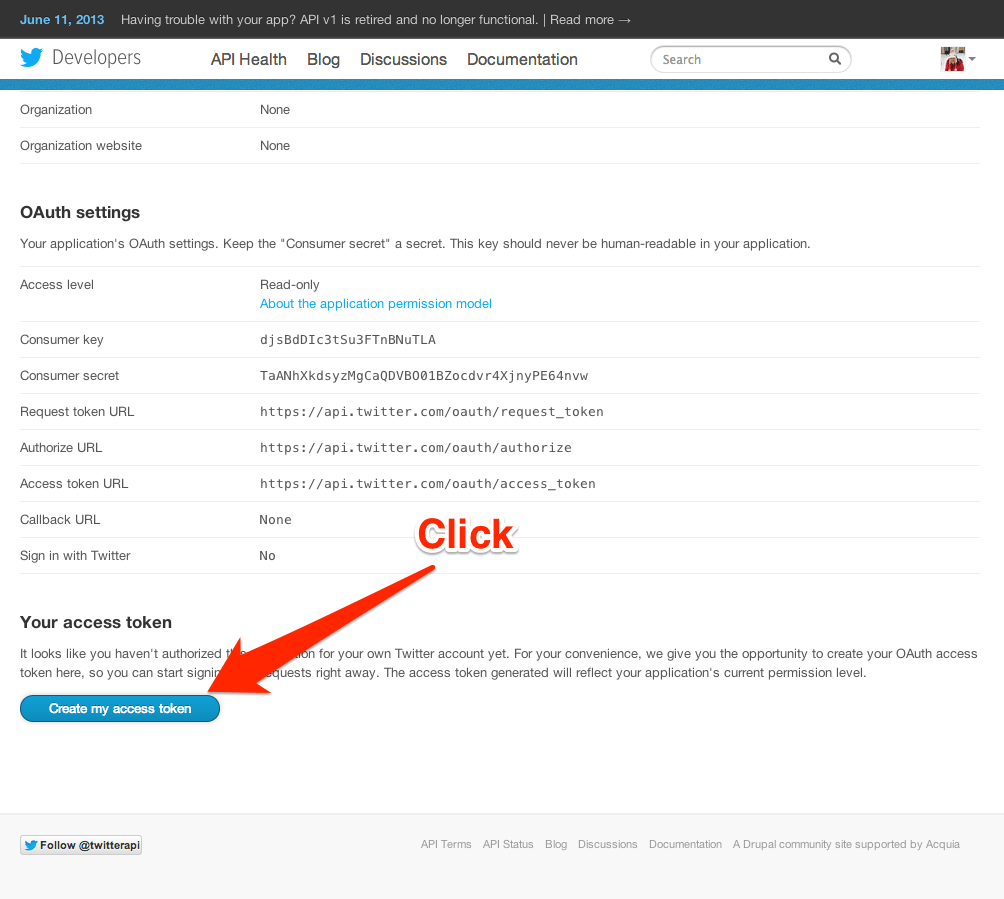 June 11, 2013 Having trouble with your app? API v1 is retired and no longer functional. | Read more →
Developers API Health Blog Discussions Documentation Search
Organization None
Organization website None
OAuth settings
Your application's OAuth settings. Keep the "Consumer secret" a secret. This key should never be human-readable in your application.
Access level Read-only
About the application permission model
Consumer key djsBdDIc3tSu3FTnBNuTLA
Consumer secret TaANhXkdsyzMgCaQDVBO01BZocdvr4XjnyPE64nvw
Request token URL https://api.twitter.com/oauth/request_token
Authorize URL https://api.twitter.com/oauth/authorize
Access token URL https://api.twitter.com/oauth/access_token
Callback URL None
Click
Sign in with Twitter No
Your access token
It looks like you haven't authorized for your own Twitter account yet. For your convenience, we give you the opportunity to create your OAuth access
token here, so you can start signing requests right away. The access token generated will reflect your application's current permission level.
Create my access token
Follow @twitterapi API Terms API Status Blog Discussions Documentation A Drupal community site supported by Acquia